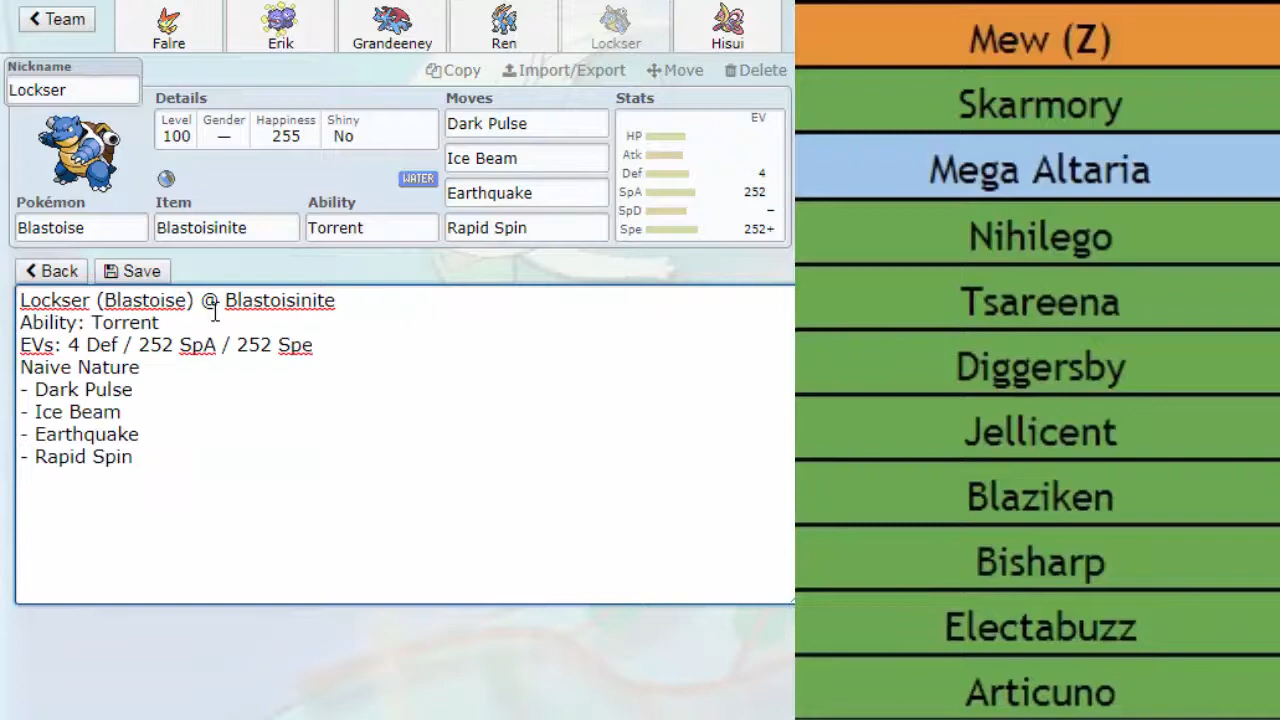 Team
Falre
Erik
Grandeeney
Ren
Lockser
Hisui
Nickname
Lockser
Copy
Import/Export
Move
Delete
Details
Moves
Stats
Level
100
Gender
—
Happiness
255
Shiny
No
WATER
Pokémon
Blastoise
Item
Blastoisinite
Ability
Torrent
Dark Pulse
Ice Beam
Earthquake
Rapid Spin
EV
HP
Atk
Def 4
SpA 252
SpD –
Spe 252+
Back
Save
Lockser (Blastoise) @ Blastoisinite
Ability: Torrent
EVs: 4 Def / 252 SpA / 252 Spe
Naive Nature
- Dark Pulse
- Ice Beam
- Earthquake
- Rapid Spin
Mew (Z)
Skarmory
Mega Altaria
Nihilego
Tsareena
Diggersby
Jellicent
Blaziken
Bisharp
Electabuzz
Articuno